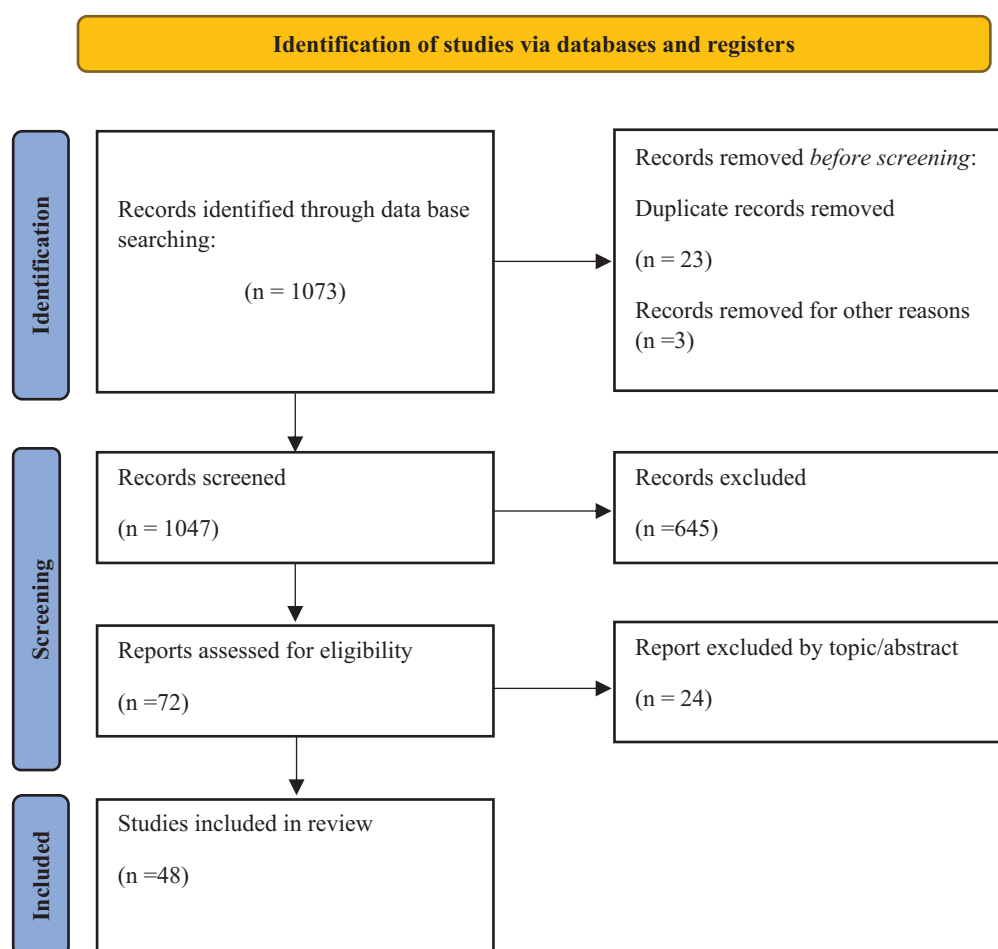 Identification of studies via databases and registers
Identification
Records identified through data base
searching:
(n = 1073)
Records removed before screening:
Duplicate records removed
(n = 23)
Records removed for other reasons
(n =3)
Screening
Records screened
(n = 1047)
Records excluded
(n =645)
Reports assessed for eligibility
(n =72)
Report excluded by topic/abstract
(n = 24)
Included
Studies included in review
(n =48)